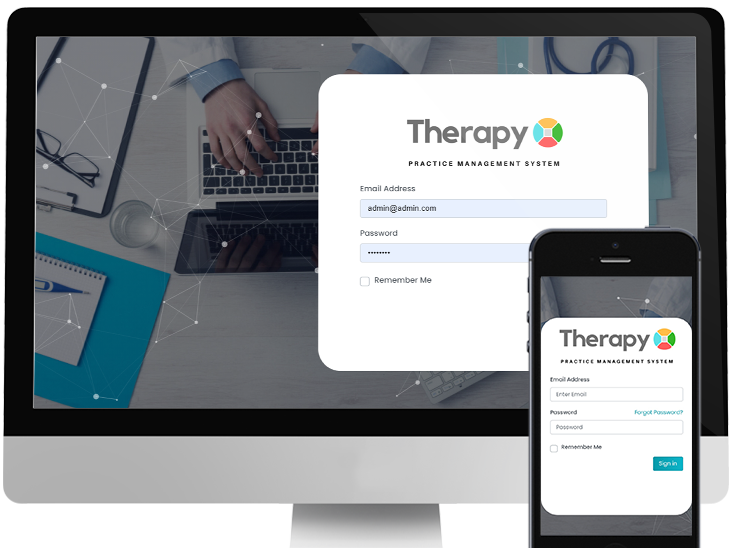 Therapy
PRACTICE MANAGEMENT SYSTEM
Email Address
admin@admin.com
Password
••••••••
Remember Me
Therapy
PRACTICE MANAGEMENT SYSTEM
Email Address
Enter Email
Password Forgot Password?
Password
Remember Me
Sign in